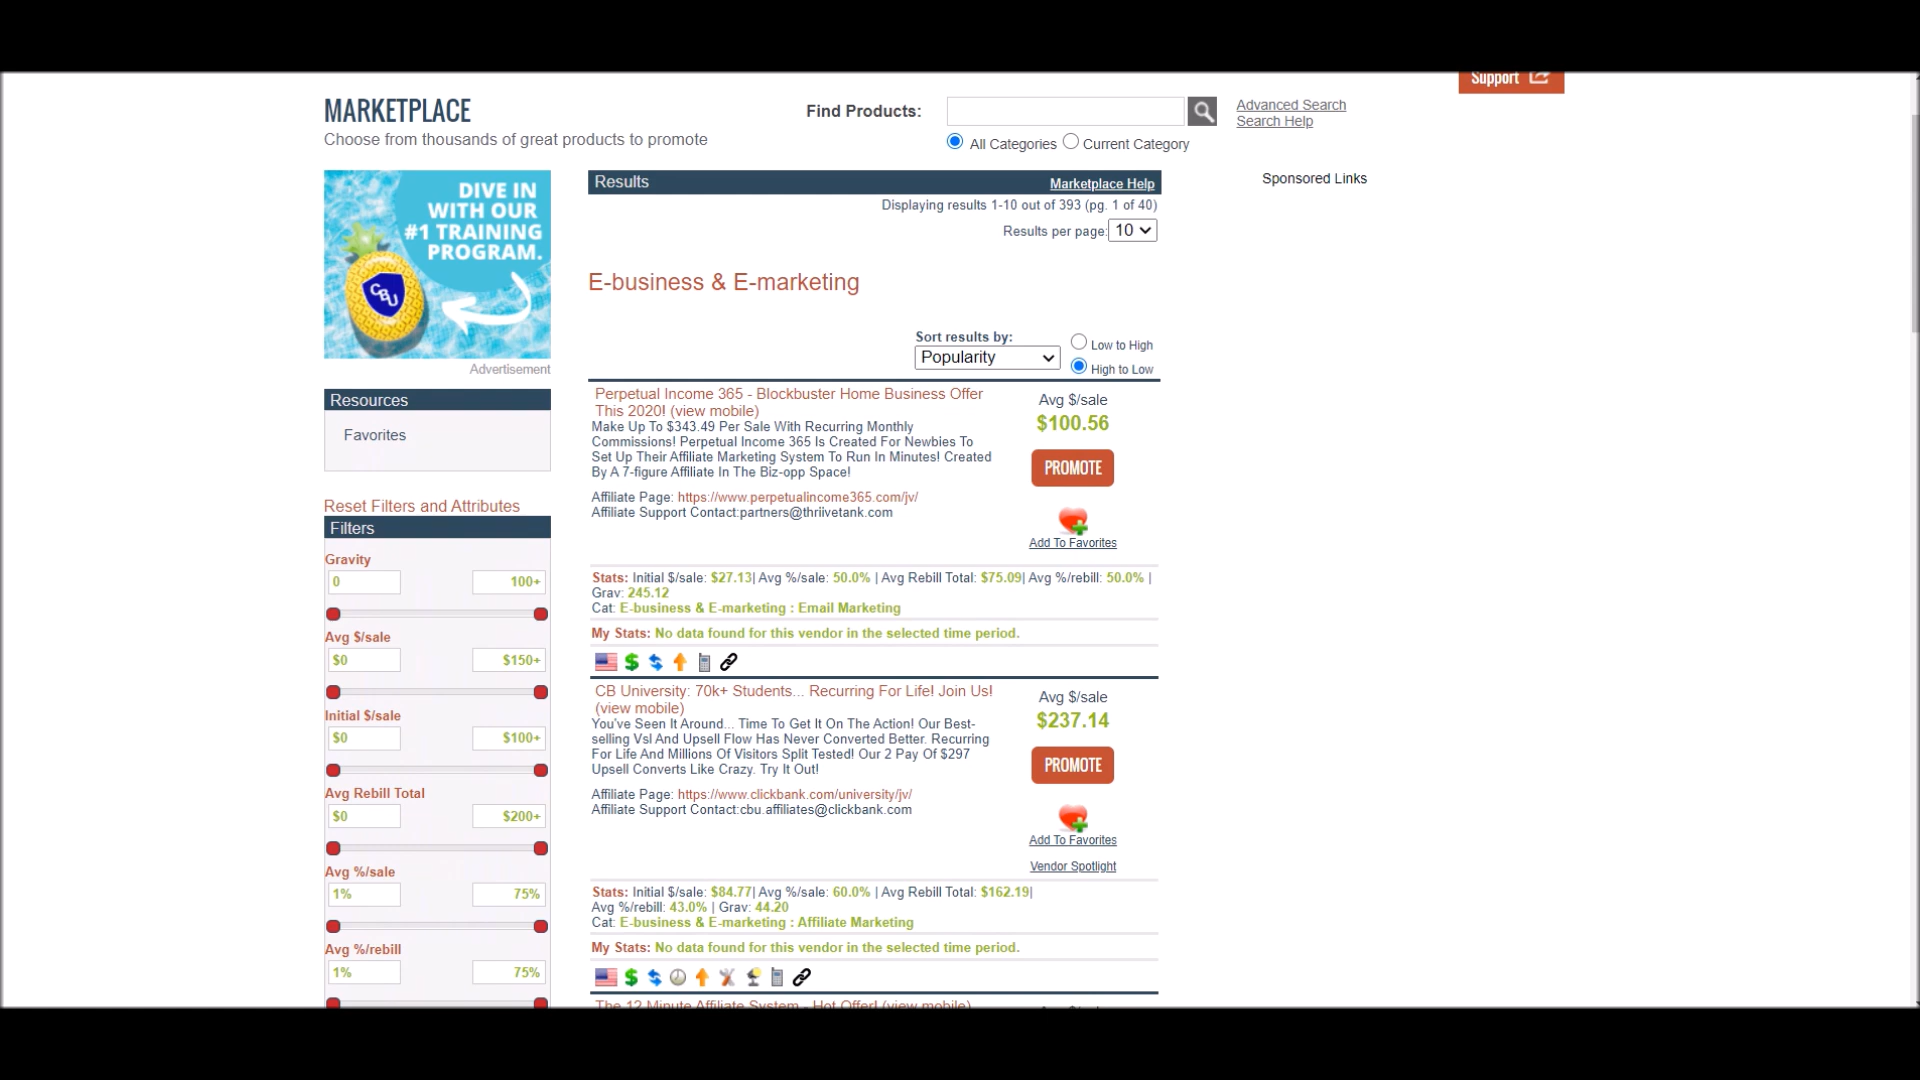 Support
MARKETPLACE
Choose from thousands of great products to promote
Find Products:
Advanced Search
Search Help
All Categories
Current Category
DIVE IN
WITH OUR
#1 TRAINING
PROGRAM.
CBU
Advertisement
Resources
Favorites
Reset Filters and Attributes
Filters
Gravity
0 100+
Avg $/sale
$0 $150+
Initial $/sale
$0 $100+
Avg Rebill Total
$0 $200+
Avg %/sale
1% 75%
Avg %/rebill
1% 75%
Results
Marketplace Help
Displaying results 1-10 out of 393 (pg. 1 of 40)
Results per page: 10
E-business & E-marketing
Sort results by:
Popularity
Low to High
High to Low
Perpetual Income 365 - Blockbuster Home Business Offer
This 2020! (view mobile)
Make Up To $343.49 Per Sale With Recurring Monthly
Commissions! Perpetual Income 365 Is Created For Newbies To
Set Up Their Affiliate Marketing System To Run In Minutes! Created
By A 7-figure Affiliate In The Biz-opp Space!
Affiliate Page: https://www.perpetualincome365.com/jv/
Affiliate Support Contact:partners@thriivetank.com
Avg $/sale
$100.56
PROMOTE
Add To Favorites
Stats: Initial $/sale: $27.13| Avg %/sale: 50.0% | Avg Rebill Total: $75.09| Avg %/rebill: 50.0% |
Grav: 245.12
Cat: E-business & E-marketing : Email Marketing
My Stats: No data found for this vendor in the selected time period.
CB University: 70k+ Students... Recurring For Life! Join Us!
(view mobile)
You've Seen It Around... Time To Get It On The Action! Our Best-
selling Vsl And Upsell Flow Has Never Converted Better. Recurring
For Life And Millions Of Visitors Split Tested! Our 2 Pay Of $297
Upsell Converts Like Crazy. Try It Out!
Affiliate Page: https://www.clickbank.com/university/jv/
Affiliate Support Contact:cbu.affiliates@clickbank.com
Avg $/sale
$237.14
PROMOTE
Add To Favorites
Vendor Spotlight
Stats: Initial $/sale: $84.77| Avg %/sale: 60.0% | Avg Rebill Total: $162.19|
Avg %/rebill: 43.0% | Grav: 44.20
Cat: E-business & E-marketing : Affiliate Marketing
My Stats: No data found for this vendor in the selected time period.
The 12 Minute Affiliate System - Hot Offer! (view mobile)
Sponsored Links